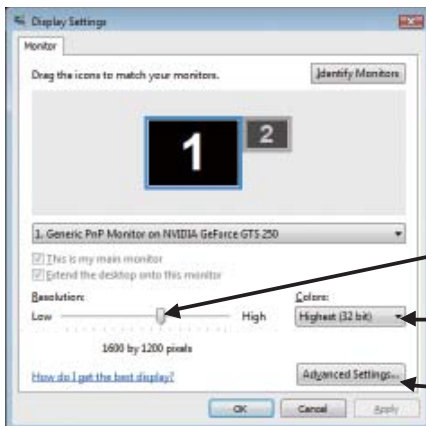 Display Settings
Monitor
Drag the icons to match your monitors.
Identify Monitors
1
2
1. Generic PnP Monitor on NVIDIA GeForce GTS 250
This is my main monitor
Extend the desktop onto this monitor
Resolution:
Colors:
Low High
Highest (32 bit)
1600 by 1200 pixels
How do I get the best display?
Advanced Settings...
OK Cancel Apply